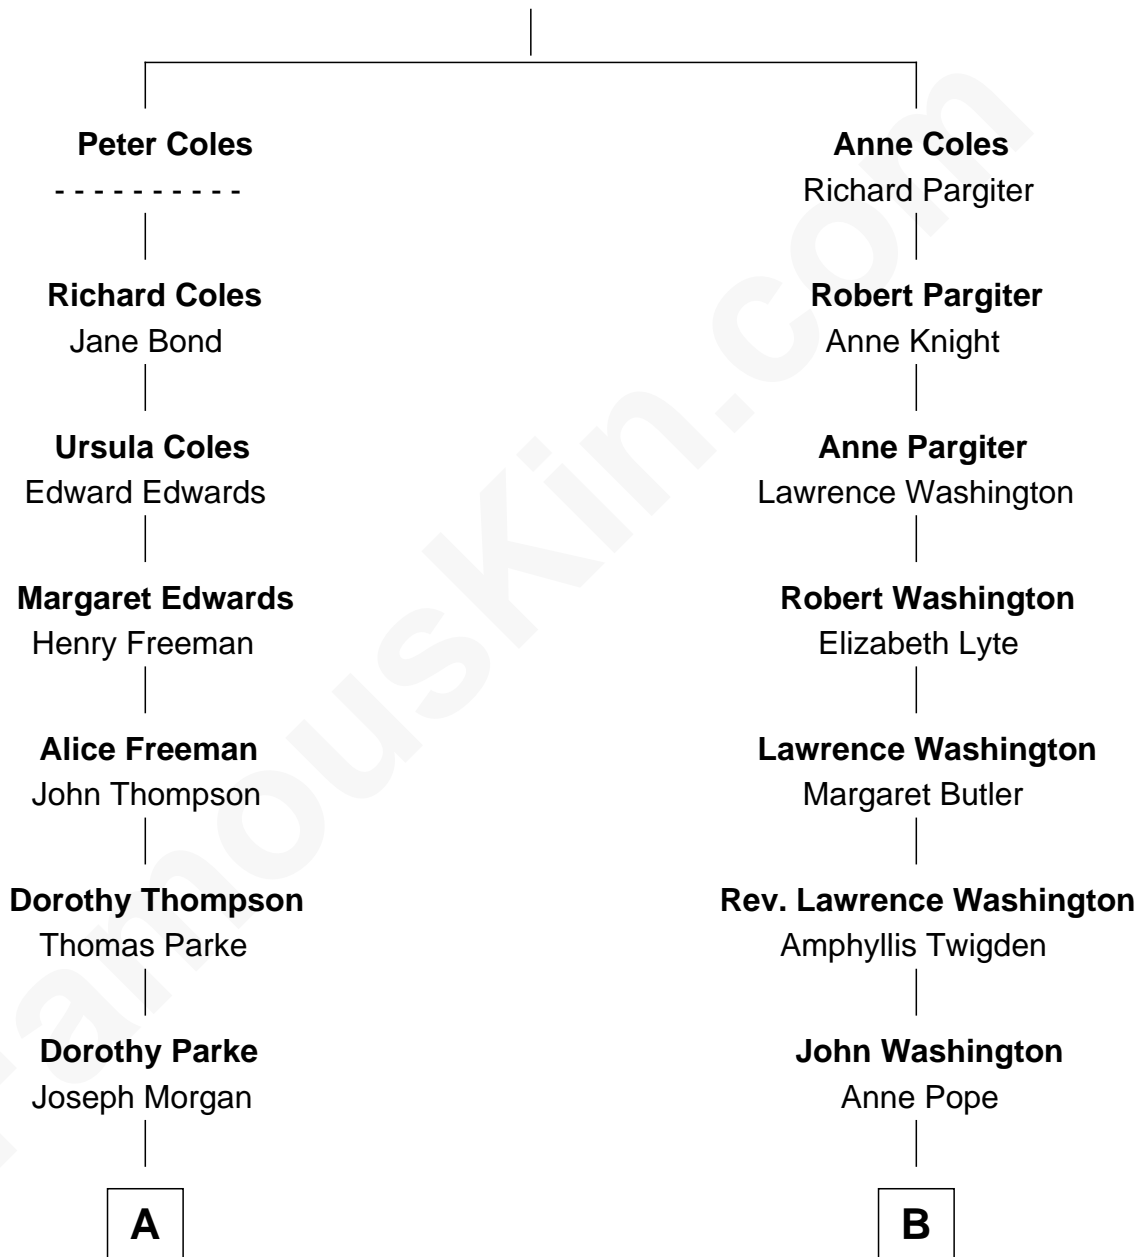 Peter Coles
- - - - - - - - - -
Richard Coles
Jane Bond
Ursula Coles
Edward Edwards
Margaret Edwards
Henry Freeman
Alice Freeman
John Thompson
Dorothy Thompson
Thomas Parke
Dorothy Parke
Joseph Morgan
A
Anne Coles
Richard Pargiter
Robert Pargiter
Anne Knight
Anne Pargiter
Lawrence Washington
Robert Washington
Elizabeth Lyte
Lawrence Washington
Margaret Butler
Rev. Lawrence Washington
Amphyllis Twigden
John Washington
Anne Pope
B
FamousKin.com